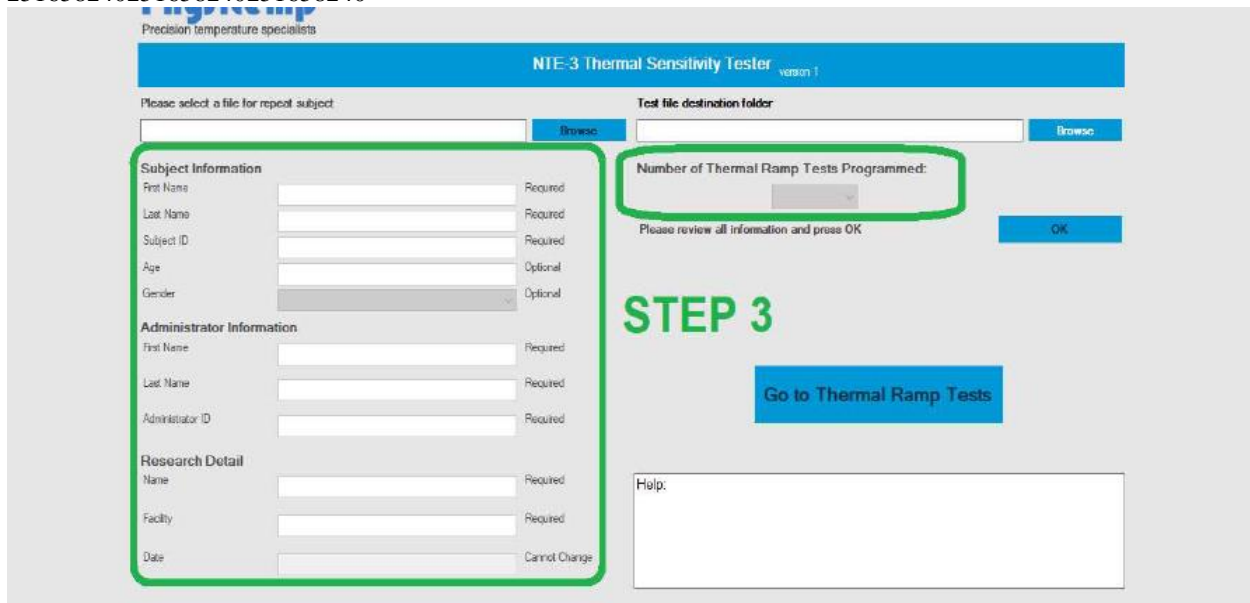 Precision temperature specialists
NTE-3 Thermal Sensitivity Tester version 1
Please select a file for repeat subject
Test file destination folder
Browse
Browse
Subject Information
First Name
Required
Last Name
Required
Subject ID
Required
Age
Optional
Gender
Optional
Administrator Information
First Name
Required
Last Name
Required
Administrator ID
Required
Research Detail
Name
Required
Facility
Required
Date
Cannot Change
Number of Thermal Ramp Tests Programmed:
Please review all information and press OK
OK
STEP 3
Go to Thermal Ramp Tests
Help: